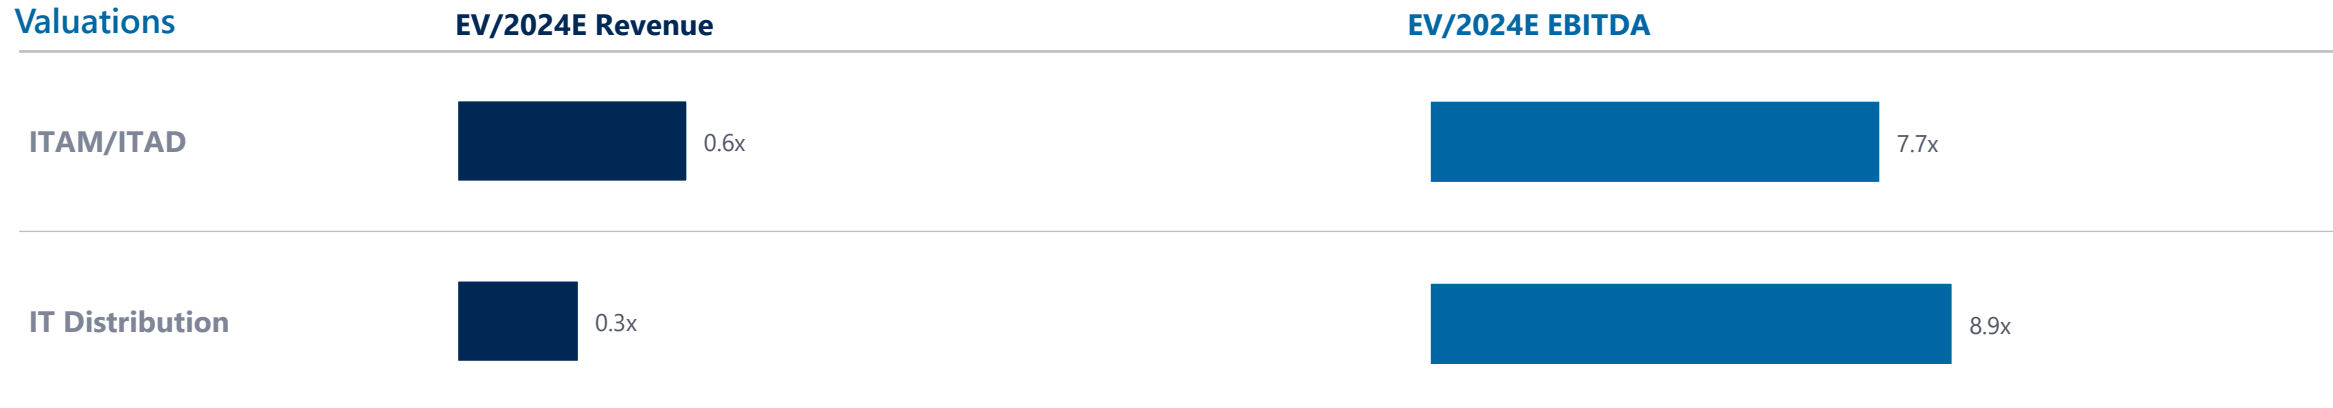 Valuations EV/2024E Revenue EV/2024E EBITDA
ITAM/ITAD 0.6x 7.7x
IT Distribution 0.3x 8.9x